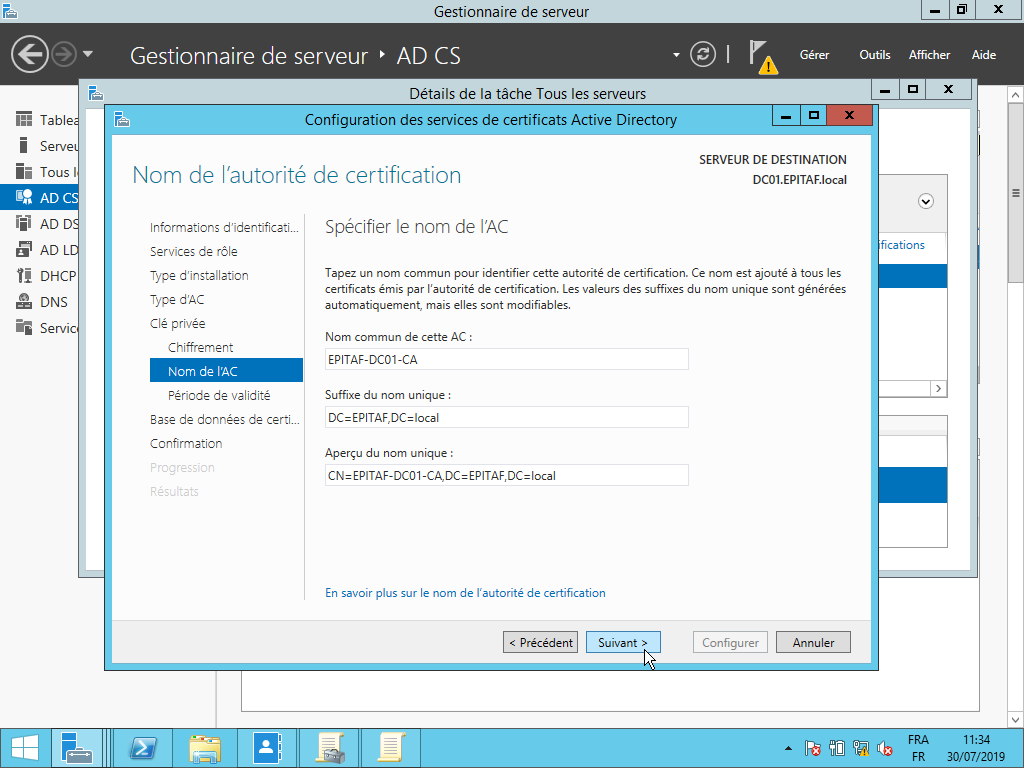 Gestionnaire de serveur
Gestionnaire de serveur ‣ AD CS
Gérer Outils Afficher Aide
Détails de la tâche Tous les serveurs
Configuration des services de certificats Active Directory
Nom de l'autorité de certification
SERVEUR DE DESTINATION
DC01.EPITAF.local
AD CS
AD DS
AD LD
DHCP
DNS
Informations d'identificati...
Services de rôle
Type d'installation
Type d'AC
Clé privée
Chiffrement
Nom de l'AC
Période de validité
Base de données de certi...
Confirmation
Progression
Résultats
Spécifier le nom de l'AC
Tapez un nom commun pour identifier cette autorité de certification. Ce nom est ajouté à tous les
certificats émis par l'autorité de certification. Les valeurs des suffixes du nom unique sont générées
automatiquement, mais elles sont modifiables.
Nom commun de cette AC :
EPITAF-DC01-CA
Suffixe du nom unique :
DC=EPITAF,DC=local
Aperçu du nom unique :
CN=EPITAF-DC01-CA,DC=EPITAF,DC=local
En savoir plus sur le nom de l'autorité de certification
< Précédent Suivant > Configurer Annuler
FRA
FR
11:34
30/07/2019